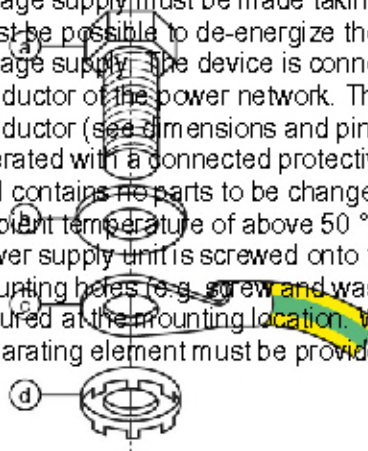 age supply must be made takin
st be possible to de-energize the
a
age supply. The device is conne
ductor of the power network. Th
ductor (see dimensions and pin
erated with a connected protectiv
contains no parts to be change
b
bient temperature of above 50 °
wer supply unit is screwed onto
unting holes (e.g. screw and was
c
ured at the mounting location.
arating element must be provide
d